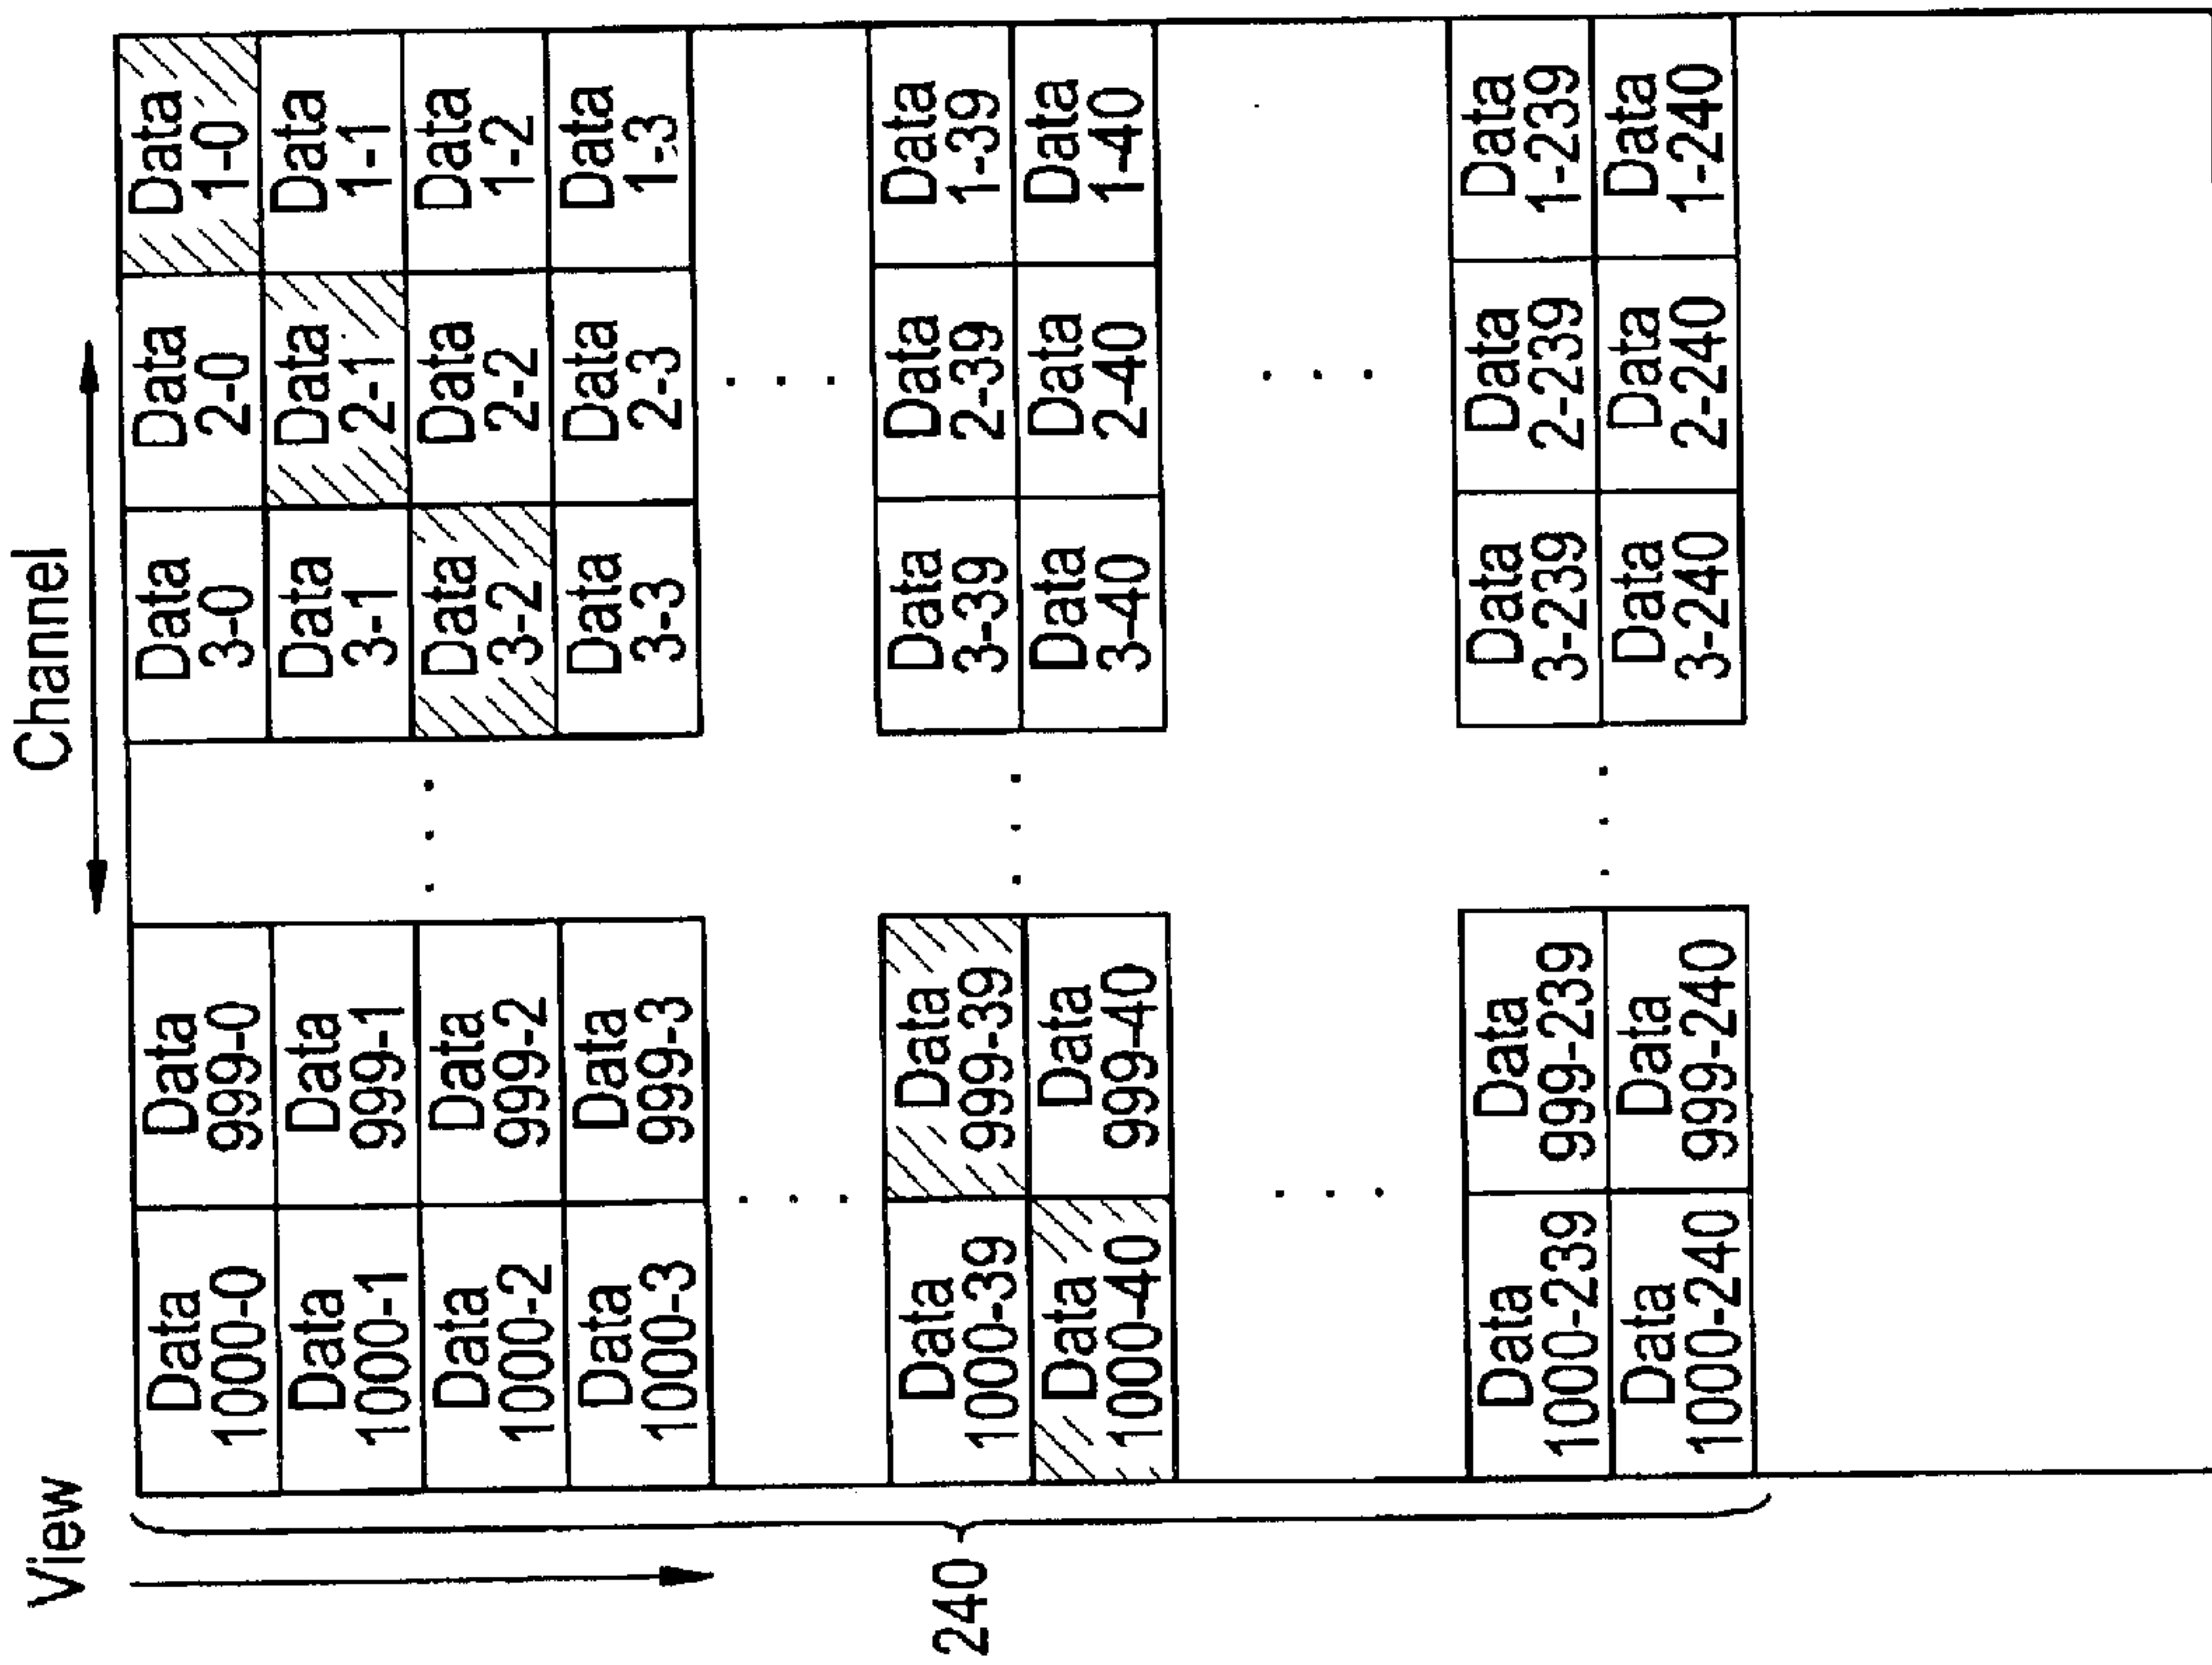 View
Channel
Data
1000-0
Data
999-0
Data
3-0
Data
2-0
Data
1-0
Data
1000-1
Data
999-1
Data
3-1
Data
2-1
Data
1-1
Data
1000-2
Data
999-2
Data
3-2
Data
2-2
Data
1-2
Data
1000-3
Data
999-3
Data
3-3
Data
2-3
Data
1-3
240
Data
1000-39
Data
999-39
Data
3-39
Data
2-39
Data
1-39
Data
1000-40
Data
999-40
Data
3-40
Data
2-40
Data
1-40
Data
1000-239
Data
999-239
Data
3-239
Data
2-239
Data
1-239
Data
1000-240
Data
999-240
Data
3-240
Data
2-240
Data
1-240